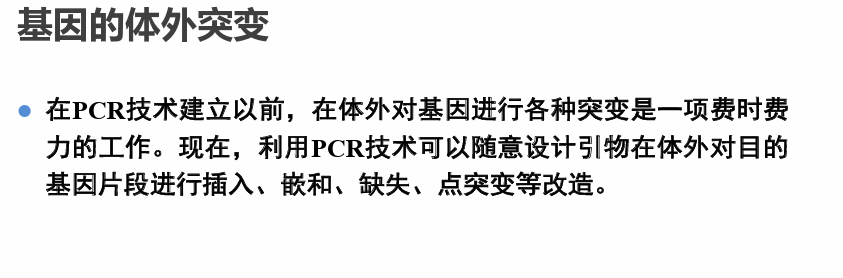 基因的体外突变
在PCR技术建立以前，在体外对基因进行各种突变是一项费时费
力的工作。现在，利用PCR技术可以随意设计引物在体外对目的
基因片段进行插入、嵌和、缺失、点突变等改造。